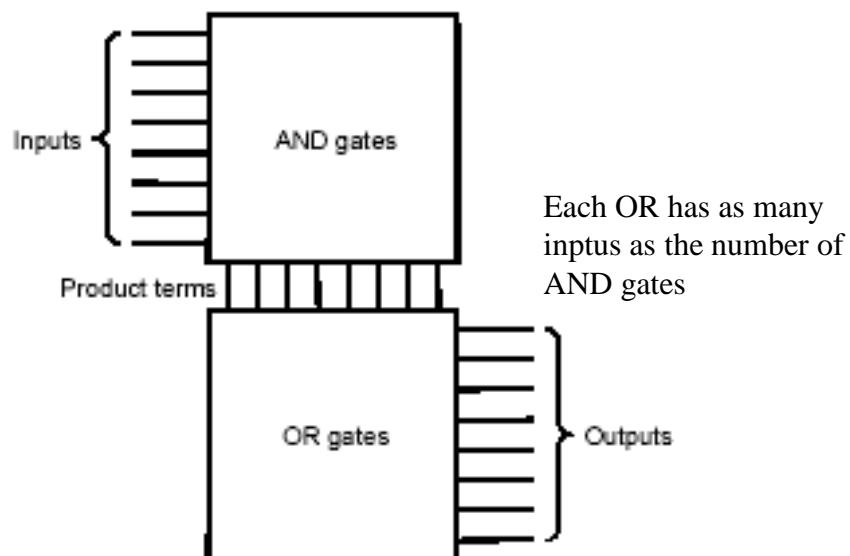 Inputs
AND gates
Each OR has as many
inptus as the number of
AND gates
Product terms
OR gates
Outputs